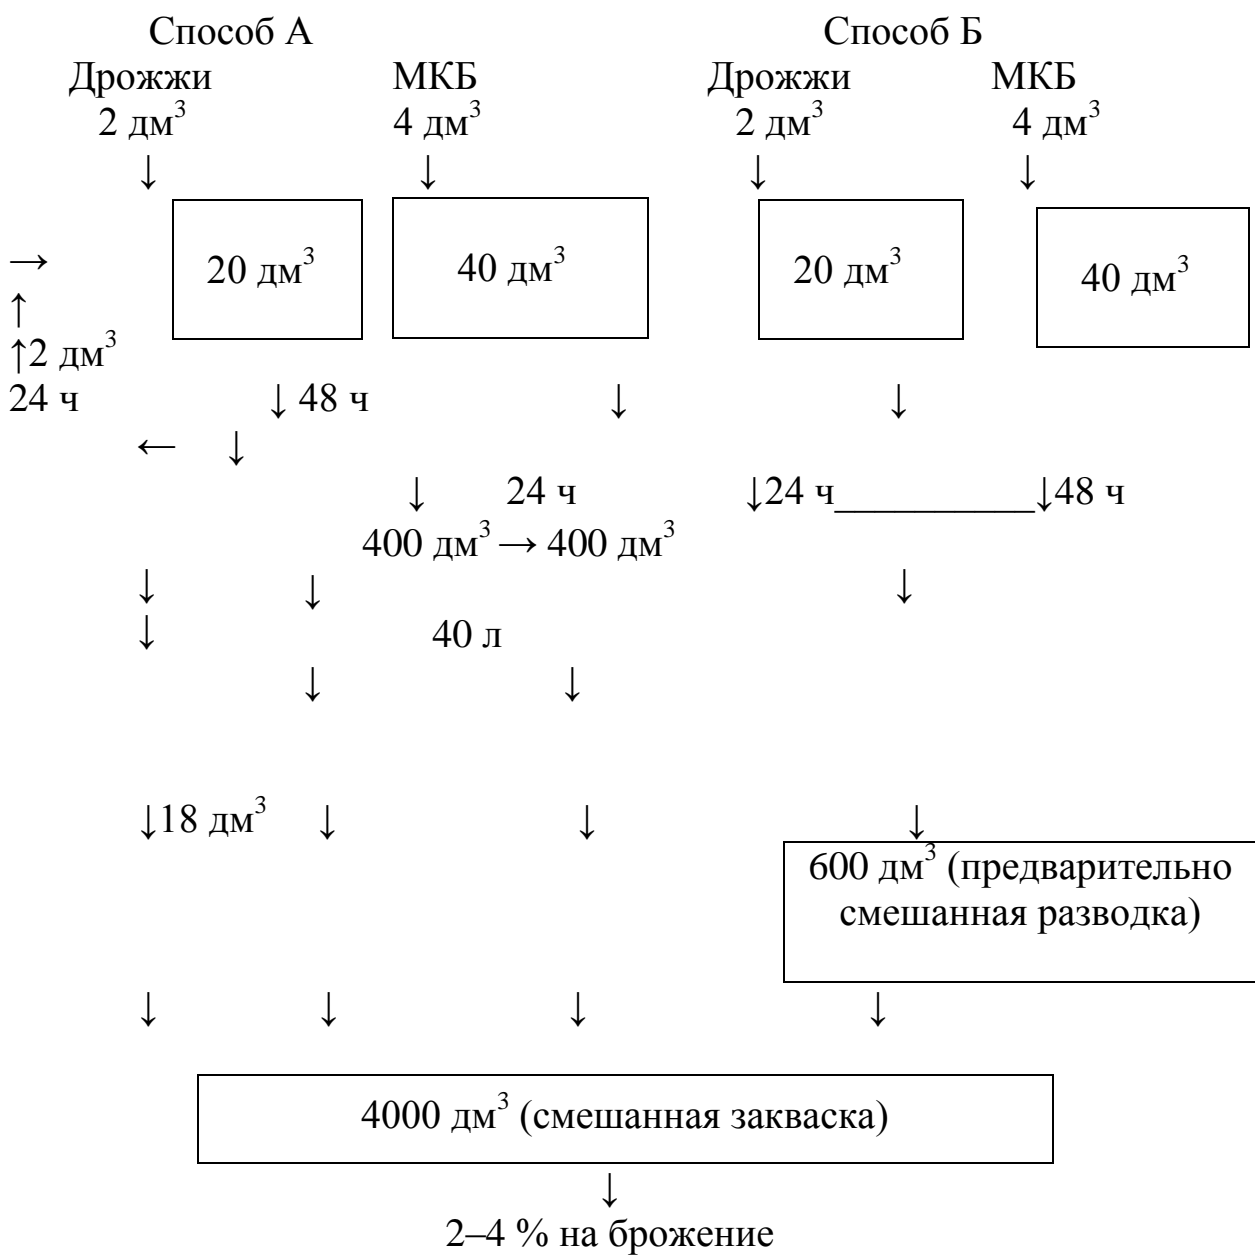 Способ А Способ Б
Дрожжи МКБ Дрожжи МКБ
2 дм³ 4 дм³ 2 дм³ 4 дм³
↓ ↓ ↓ ↓
→ 20 дм³ 40 дм³ 20 дм³ 40 дм³
↑
↑2 дм³
24 ч ↓ 48 ч ↓ ↓
← ↓
↓ 24 ч ↓24 ч__________↓48 ч
400 дм³ → 400 дм³
↓ ↓ ↓
↓ 40 л
↓ ↓
↓18 дм³ ↓ ↓ ↓
600 дм³ (предварительно
смешанная разводка)
↓ ↓ ↓ ↓
4000 дм³ (смешанная закваска)
↓
2–4 % на брожение